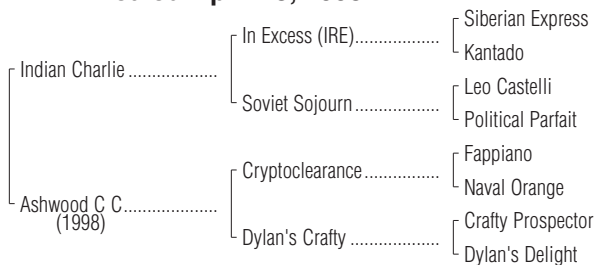 Siberian Express
In Excess (IRE)....................
Kantado
Indian Charlie .....................
Leo Castelli
Soviet Sojourn....................
Political Parfait
Fappiano
Cryptoclearance..................
Naval Orange
Ashwood C C......................
(1998)
Crafty Prospector
Dylan's Crafty ....................
Dylan's Delight